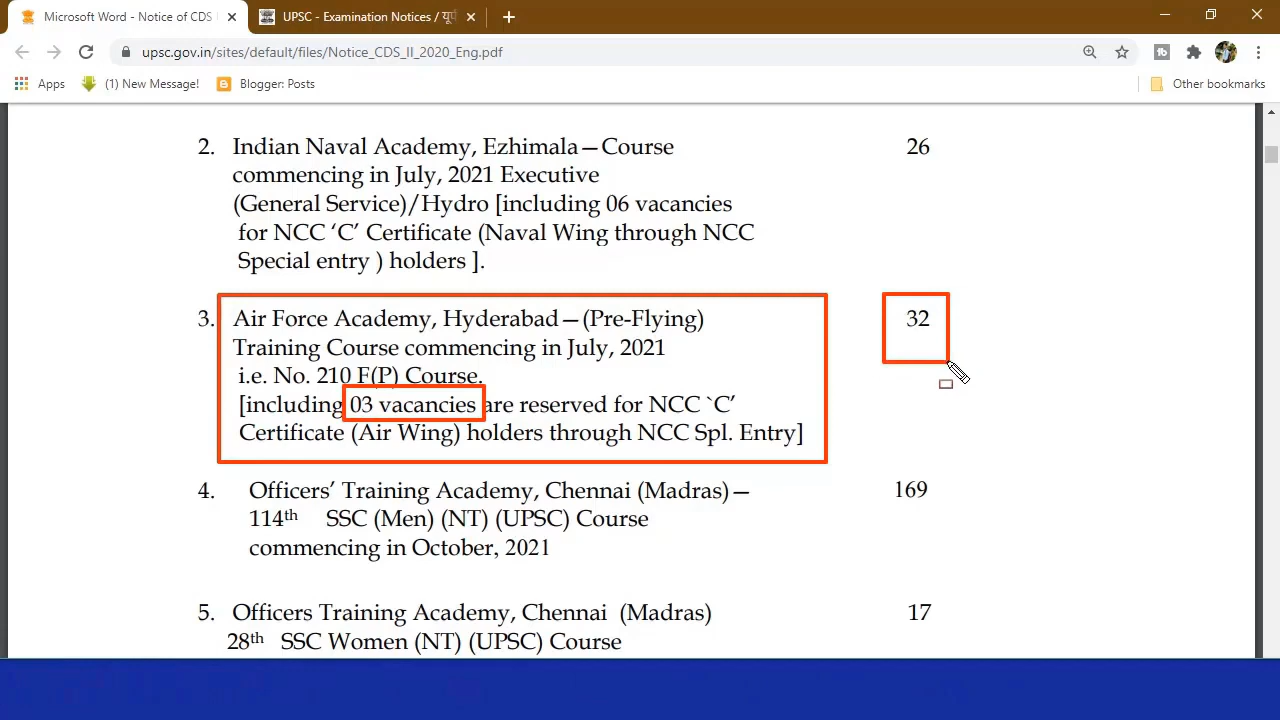 Microsoft Word - Notice of CDS
UPSC - Examination Notices / यूपी
upsc.gov.in/sites/default/files/Notice_CDS_II_2020_Eng.pdf
Apps (1) New Message! Blogger: Posts Other bookmarks
2. Indian Naval Academy, Ezhimala—Course 26
commencing in July, 2021 Executive
(General Service)/Hydro [including 06 vacancies
for NCC ‘C’ Certificate (Naval Wing through NCC
Special entry ) holders ].
3. Air Force Academy, Hyderabad—(Pre-Flying) 32
Training Course commencing in July, 2021
i.e. No. 210 F(P) Course.
[including 03 vacancies are reserved for NCC `C’
Certificate (Air Wing) holders through NCC Spl. Entry]
4. Officers’ Training Academy, Chennai (Madras)— 169
114th SSC (Men) (NT) (UPSC) Course
commencing in October, 2021
5. Officers Training Academy, Chennai (Madras) 17
28th SSC Women (NT) (UPSC) Course